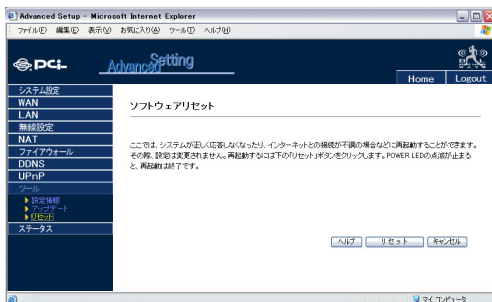 Advanced Setup - Microsoft Internet Explorer
ファイル(F) 編集(E) 表示(V) お気に入り(A) ツール(T) ヘルプ(H)
PCi
Advanced Setting
Home Logout
システム設定
WAN
LAN
無線設定
NAT
ファイアウォール
DDNS
UPnP
ツール
設定情報
アップデート
リセット
ステータス
ソフトウェアリセット
ここでは、システムが正しく応答しなくなったり、インターネットとの接続が不調の場合などに再起動することができます。
その際、設定は変更されません。再起動するには下の「リセット」ボタンをクリックします。POWER LEDの点滅が止まる
と、再起動は終了です。
ヘルプ リセット キャンセル
マイ コンピュータ